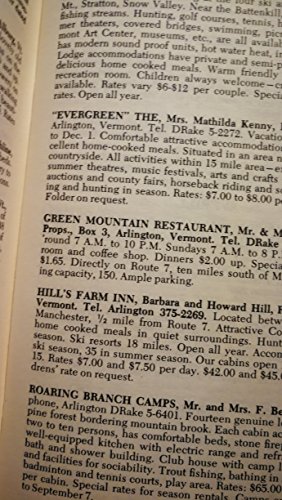 Mt., Stratton, Snow Valley. Near the Battenkill
fishing streams. Hunting, golf courses, tennis,
mer theaters, covered bridges, swimming,
mont Art Center, museums, etc., are all availab
modern sound proof units, hot water heat, in
Lodge accommodations have private and semi-p
delicious home cooked meals. Warm friendly
recreation room. Children always welcome—c
available. Rates vary $6-$12 per couple. Special
rates. Open all year.
"EVERGREEN" THE, Mrs. Mathilda Kenny,
Arlington, Vermont. Tel. DRake 5-2272. Vacatio
to Dec. 1. Comfortable attractive accommodation
cellent home-cooked meals. Situated in an area
countryside. All activities within 15 mile area—e
summer theatres, music festivals, arts and crafts
auctions and county fairs, horseback riding and s
ing and hunting in season. Rates: $7.00 to $8.00 p
Folder on request.
GREEN MOUNTAIN RESTAURANT, Mr. & M
Props., Box 3, Arlington, Vermont. Tel. DRake
'round 7 A.M. to 10 P.M. Sundays 7 A.M. to 8 P
room and coffee shop. Dinners $2.00 up. Specia
$1.65. Directly on Route 7, ten miles south of M
ing capacity, 150. Ample parking.
HILL'S FARM INN, Barbara and Howard Hill, F
Vermont. Tel. Arlington 375-2269. Located betwe
Manchester, ½ mile from Route 7. Attractive Co
home cooked meals in quiet surroundings. Hunt
season. Ski resorts 18 miles. Open all year. Accom
ski season, 35 in summer season. Our cabins open
15. Rates $7.00 and $7.50 per day. $42.00 and $45.0
drens' rate on request.
ROARING BRANCH CAMPS, Mr. and Mrs. F. Be
phone, Arlington DRake 5-6401. Fourteen genuine l
pine forest bordering mountain brook. Each cabin ac
two to ten persons, has comfortable beds, stone fire
well-equipped kitchen with electric range and refr
bath and shower building. Club house with camp l
and facilities for sociability. Trout fishing, bathing in
badminton and tennis courts, play area. Rates: $65.00
per cabin. Special rates for season rentals. Camps
to September 7.